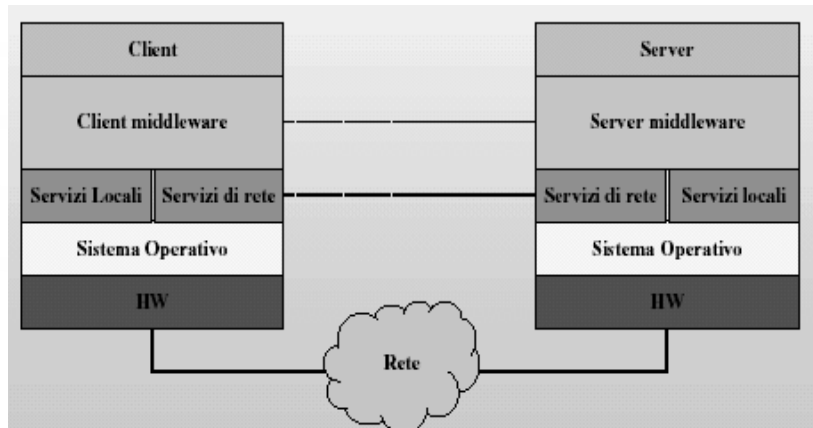 Client
Server
Client middleware
Server middleware
Servizi Locali
Servizi di rete
Servizi di rete
Servizi locali
Sistema Operativo
Sistema Operativo
HW
HW
Rete